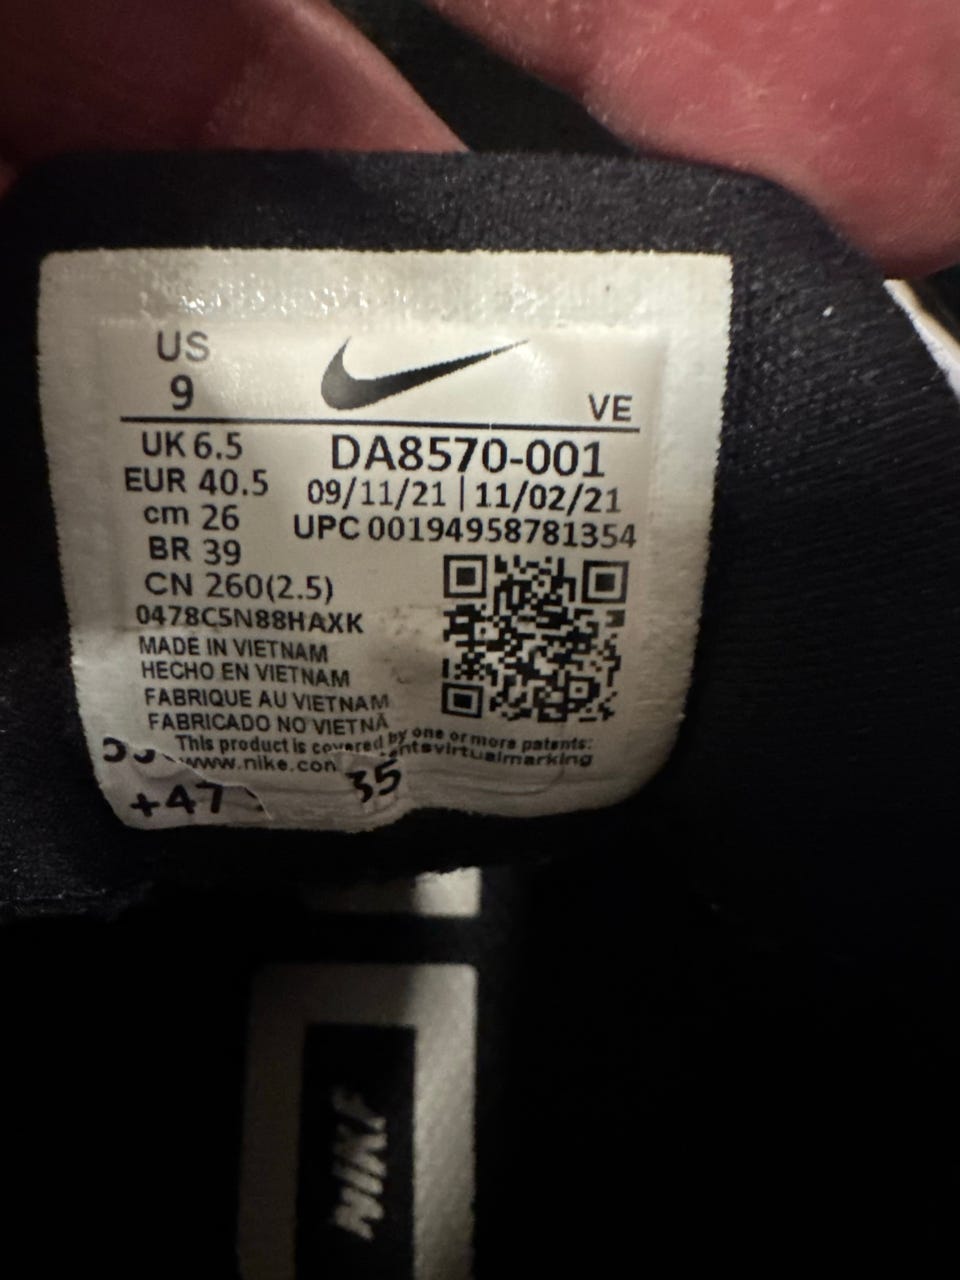 US
9
VE
UK 6.5
DA8570-001
EUR 40.5
09/11/21 | 11/02/21
cm 26
UPC 00194958781354
BR 39
CN 260(2.5)
0478C5N88HAXK
MADE IN VIETNAM
HECHO EN VIETNAM
FABRIQUE AU VIETNAM
FABRICADO NO VIETNÃ
This product is covered by one or more patents:
www.nike.con ntsvirtualmarking
+47 35
NIKE